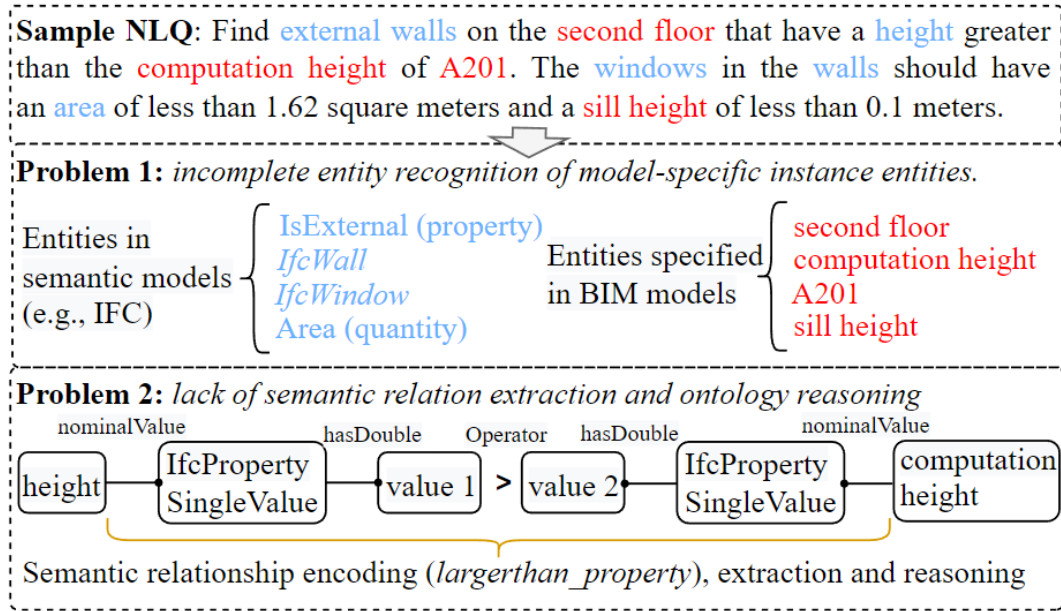 Sample NLQ: Find external walls on the second floor that have a height greater
than the computation height of A201. The windows in the walls should have
an area of less than 1.62 square meters and a sill height of less than 0.1 meters.
Problem 1: incomplete entity recognition of model-specific instance entities.
Entities in
semantic models
(e.g., IFC)
IsExternal (property)
IfcWall
IfcWindow
Area (quantity)
Entities specified
in BIM models
second floor
computation height
A201
sill height
Problem 2: lack of semantic relation extraction and ontology reasoning
nominalValue
hasDouble
Operator
hasDouble
nominalValue
height
IfcProperty
SingleValue
value 1
>
value 2
IfcProperty
SingleValue
computation
height
Semantic relationship encoding (largerthan_property), extraction and reasoning